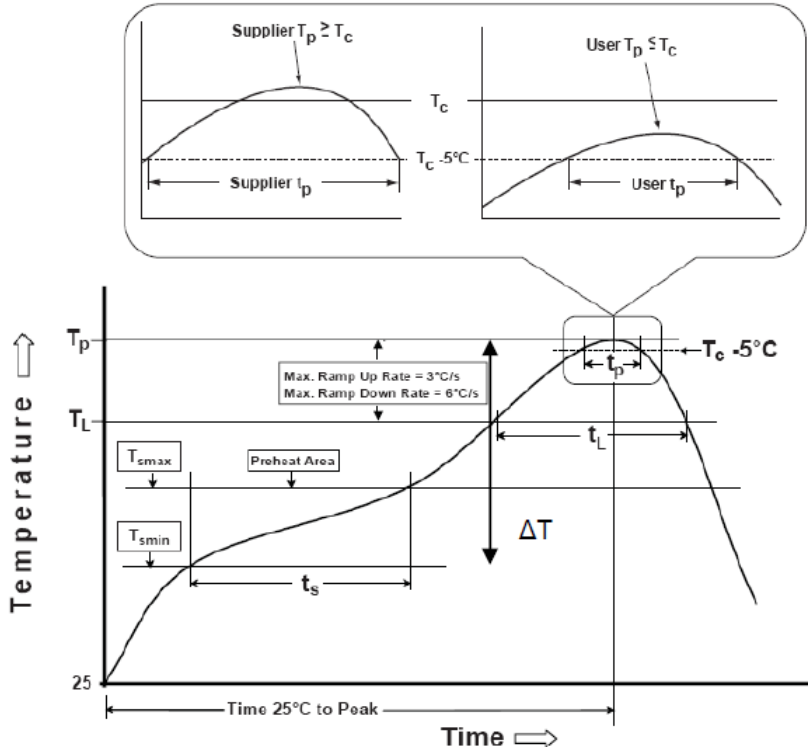 Supplier Tp ≥ Tc
User Tp ≤ Tc
Tc
Tc -5°C
Supplier tp
User tp
Tp
Tc -5°C
Max. Ramp Up Rate = 3°C/s
Max. Ramp Down Rate = 6°C/s
tp
TL
tL
Tsmax
Preheat Area
Tsmin
ΔT
ts
Temperature
25
Time 25°C to Peak
Time